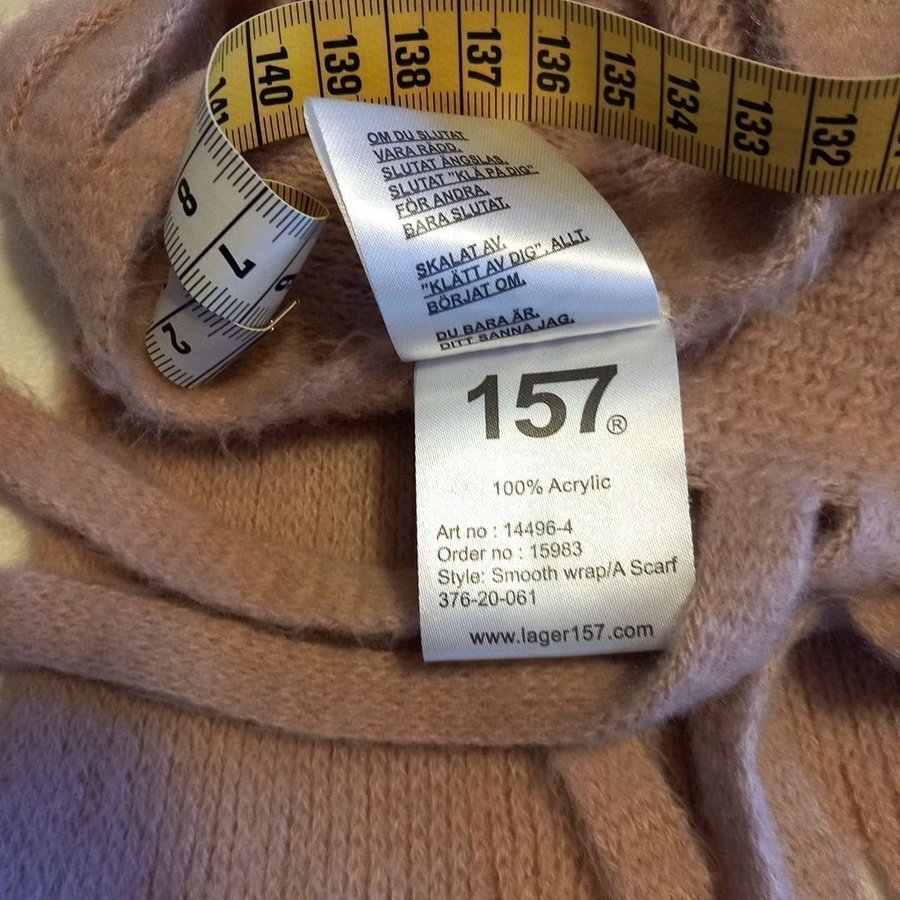 141 140 139 138 137 136 135 134 133 132
8 7 6
2
OM DU SLUTAT
VARA RÄDD.
SLUTAT ÄNGSLAS.
SLUTAT "KLÄ PÅ DIG"
FÖR ANDRA.
BARA SLUTAT.
SKALAT AV.
"KLÄTT AV DIG" ALLT.
BÖRJAT OM.
DU BARA ÄR.
DITT SANNA JAG.
157®
100% Acrylic
Art no : 14496-4
Order no : 15983
Style: Smooth wrap/A Scarf
376-20-061
www.lager157.com